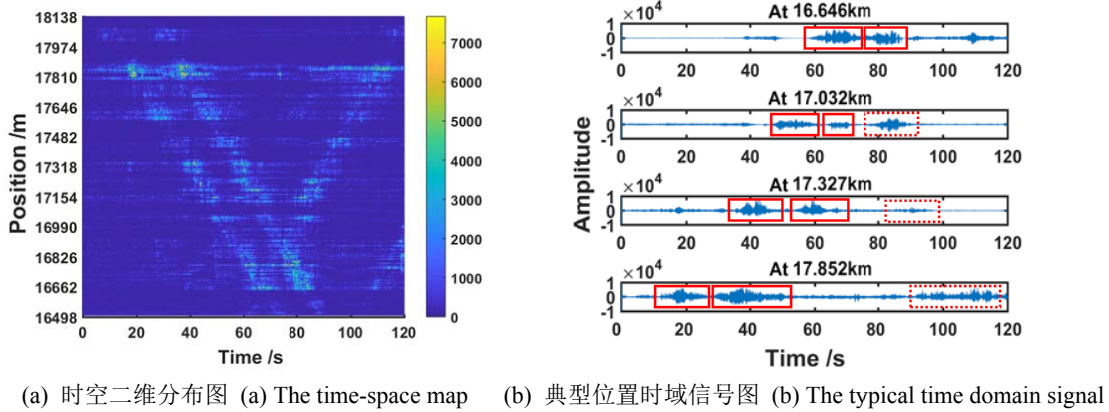 18138
17974
17810
17646
17482
17318
17154
16990
16826
16662
16498
Position /m
0 20 40 60 80 100 120
Time /s
7000
6000
5000
4000
3000
2000
1000
0
At 16.646km
×10⁴
1
0
-1
0 20 40 60 80 100 120
At 17.032km
×10⁴
1
0
-1
0 20 40 60 80 100 120
At 17.327km
×10⁴
1
0
-1
0 20 40 60 80 100 120
At 17.852km
×10⁴
1
0
-1
0 20 40 60 80 100 120
Amplitude
Time /s
(a) 时空二维分布图 (a) The time-space map
(b) 典型位置时域信号图 (b) The typical time domain signal